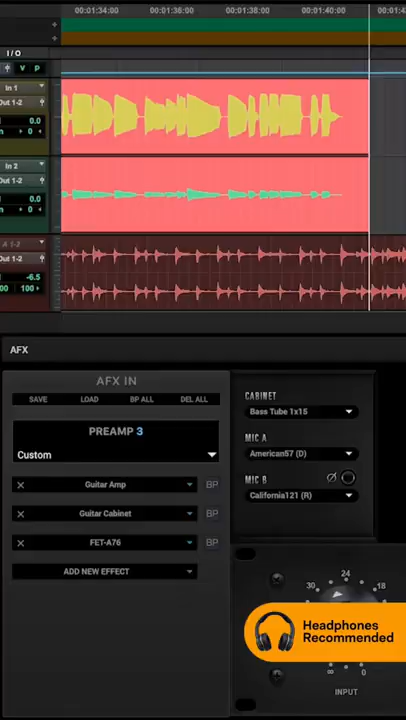 00:01:34:00 00:01:36:00 00:01:38:00 00:01:40:00 00:01:42
I/O
V P
In 1
Out 1-2
0.0
0
In 2
Out 1-2
0.0
0
A 1-2
Out 1-2
-6.5
00 100
AFX
AFX IN
SAVE LOAD BP ALL DEL ALL
PREAMP 3
Custom
× Guitar Amp BP
× Guitar Cabinet BP
× FET-A76 BP
ADD NEW EFFECT
CABINET
Bass Tube 1x15
MIC A
American57 (D)
MIC B Ø
California121 (R)
24
30 18
Headphones
Recommended
∞ 0
INPUT